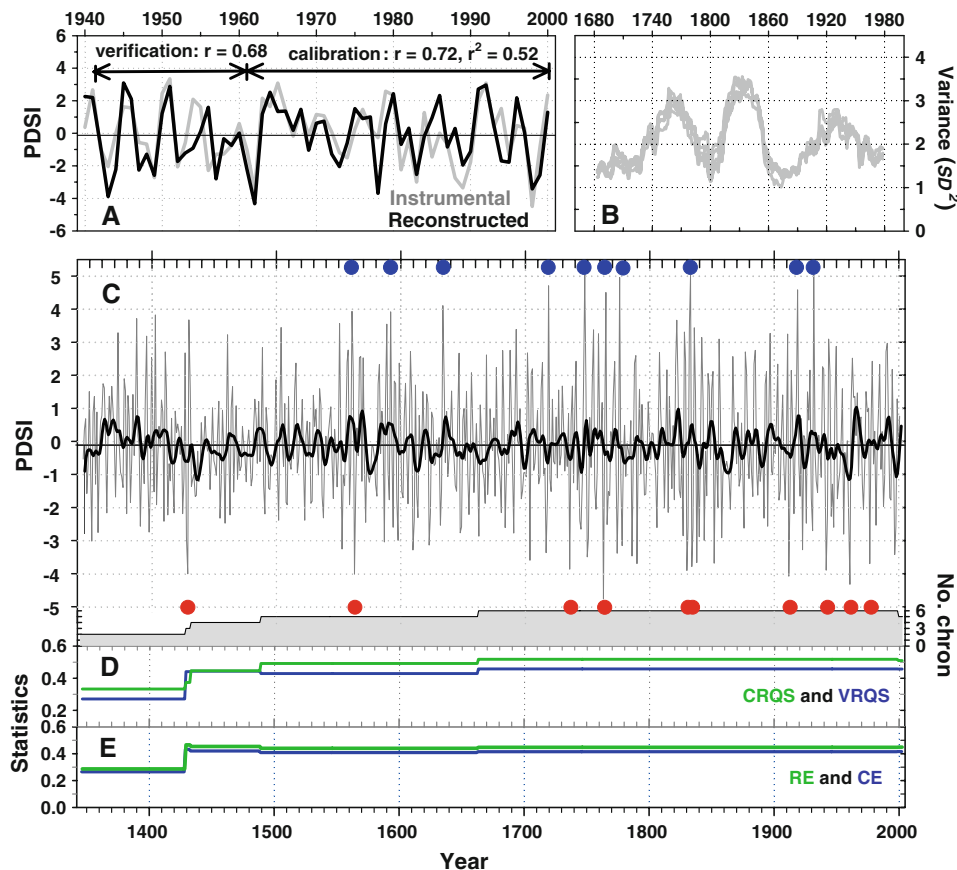 1940 1950 1960 1970 1980 1990 2000
1680 1740 1800 1860 1920 1980
verification: r = 0.68
calibration: r = 0.72, r² = 0.52
6
4
2
0
-2
-4
-6
PDSI
Instrumental
Reconstructed
A
B
4
3
2
1
0
Variance (SD²)
C
5
4
3
2
1
0
-1
-2
-3
-4
-5
PDSI
No. chron
6
3
0
D
0.6
0.4
0.2
CRQS and VRQS
Statistics
E
0.6
0.4
0.2
0.0
RE and CE
1400 1500 1600 1700 1800 1900 2000
Year